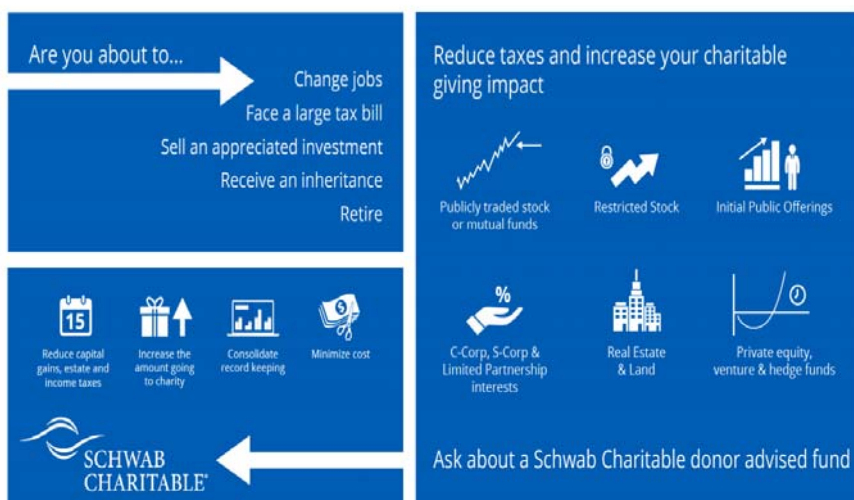 Are you about to...
Change jobs
Face a large tax bill
Sell an appreciated investment
Receive an inheritance
Retire
Reduce taxes and increase your charitable
giving impact
Publicly traded stock
or mutual funds
Restricted Stock
Initial Public Offerings
%
C-Corp, S-Corp &
Limited Partnership
interests
Real Estate
& Land
Private equity,
venture & hedge funds
Ask about a Schwab Charitable donor advised fund
15
Reduce capital
gains, estate and
income taxes
Increase the
amount going
to charity
Consolidate
record keeping
$
Minimize cost
SCHWAB
CHARITABLE